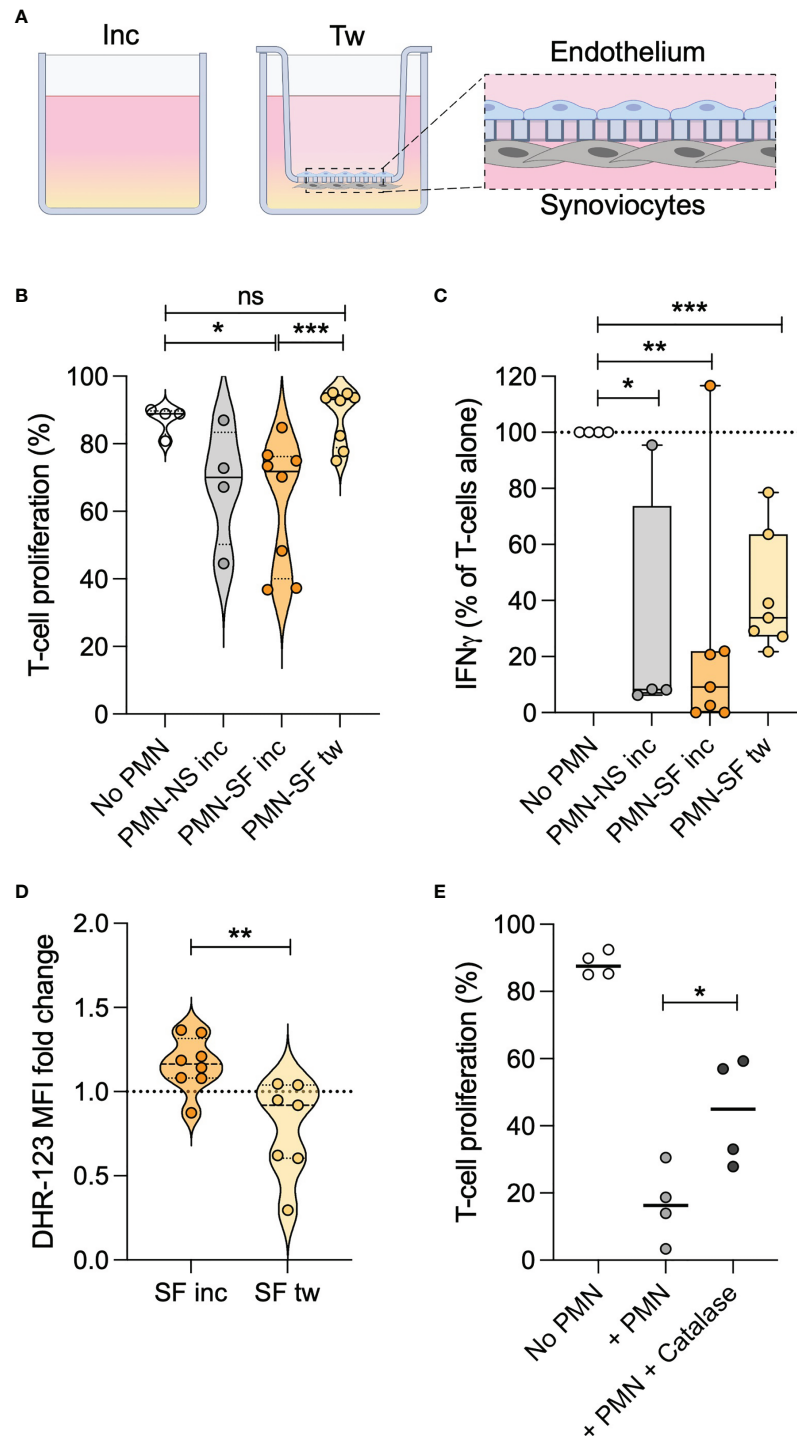 A
Inc
Tw
Endothelium
Synoviocytes
B
ns
*
***
100
80
60
40
20
0
T-cell proliferation (%)
No PMN
PMN-NS inc
PMN-SF inc
PMN-SF tw
C
***
**
*
120
100
80
60
40
20
0
IFNγ (% of T-cells alone)
No PMN
PMN-NS inc
PMN-SF inc
PMN-SF tw
D
**
2.0
1.5
1.0
0.5
0.0
DHR-123 MFI fold change
SF inc
SF tw
E
*
100
80
60
40
20
0
T-cell proliferation (%)
No PMN
+ PMN
+ PMN + Catalase